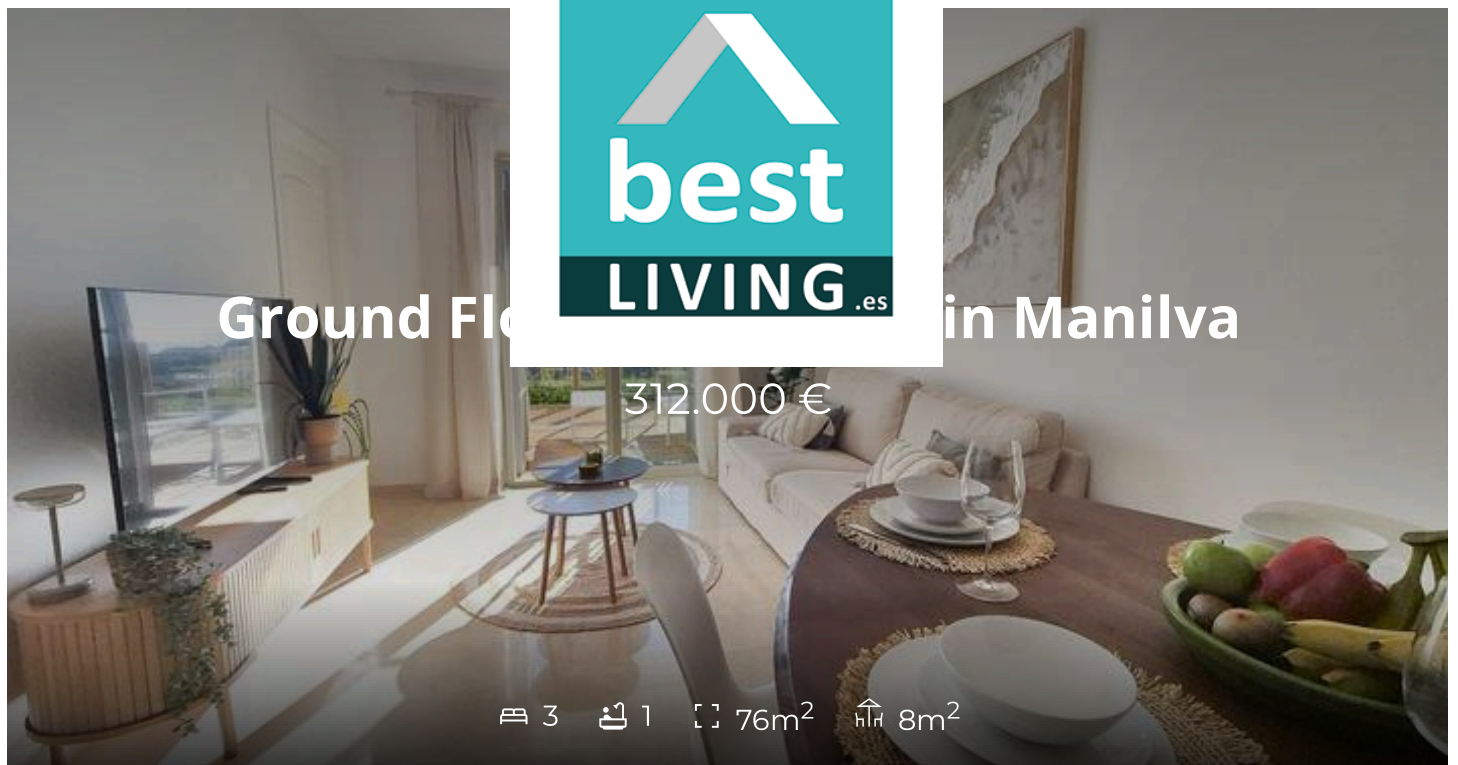 best
LIVING.es
Ground Flo in Manilva
312.000 €
3 1 76m² 8m²